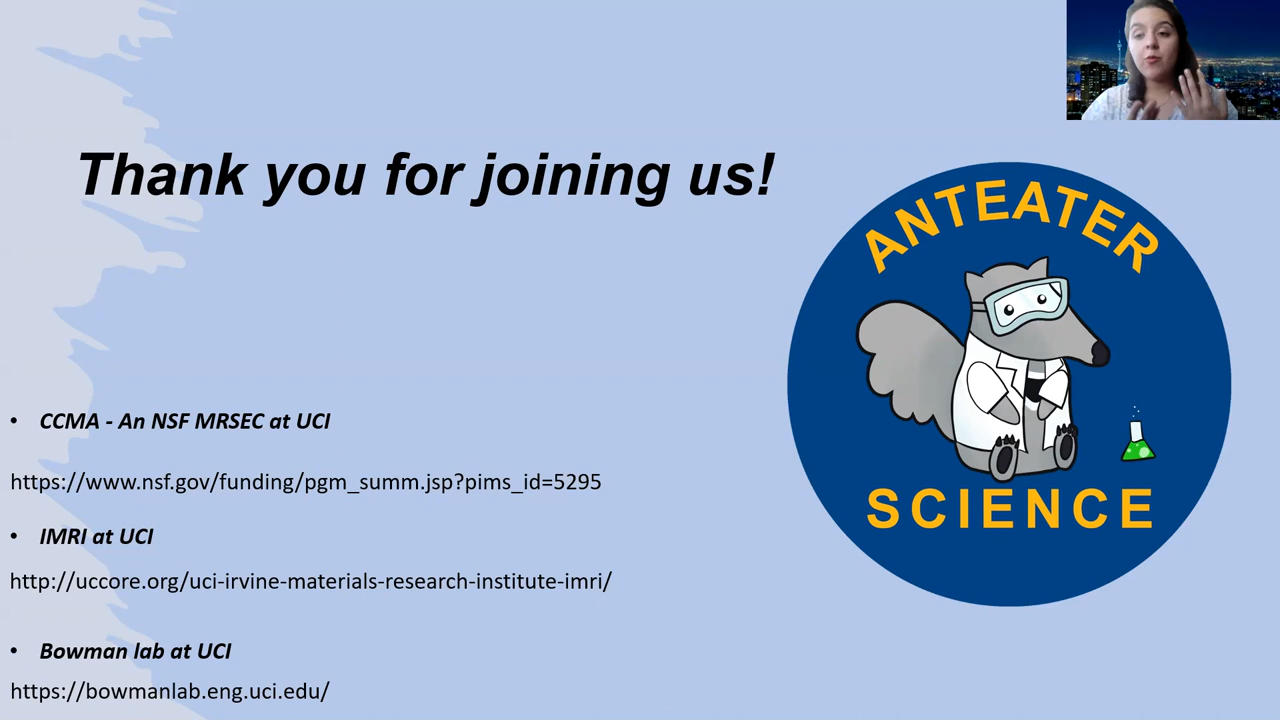 Thank you for joining us!
ANTEATER
SCIENCE
• CCMA - An NSF MRSEC at UCI
https://www.nsf.gov/funding/pgm_summ.jsp?pims_id=5295
• IMRI at UCI
http://uccore.org/uci-irvine-materials-research-institute-imri/
• Bowman lab at UCI
https://bowmanlab.eng.uci.edu/